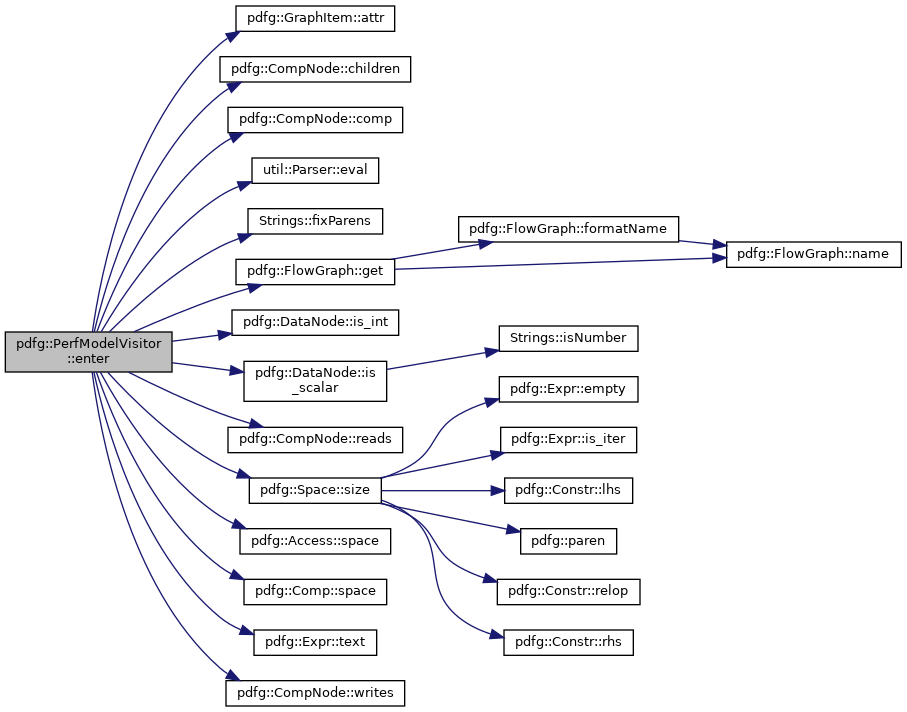 pdfg::PerfModelVisitor
::enter
pdfg::GraphItem::attr
pdfg::CompNode::children
pdfg::CompNode::comp
util::Parser::eval
Strings::fixParens
pdfg::FlowGraph::get
pdfg::FlowGraph::formatName
pdfg::FlowGraph::name
pdfg::DataNode::is_int
pdfg::DataNode::is
_scalar
Strings::isNumber
pdfg::CompNode::reads
pdfg::Space::size
pdfg::Expr::empty
pdfg::Expr::is_iter
pdfg::Constr::lhs
pdfg::paren
pdfg::Constr::relop
pdfg::Constr::rhs
pdfg::Access::space
pdfg::Comp::space
pdfg::Expr::text
pdfg::CompNode::writes